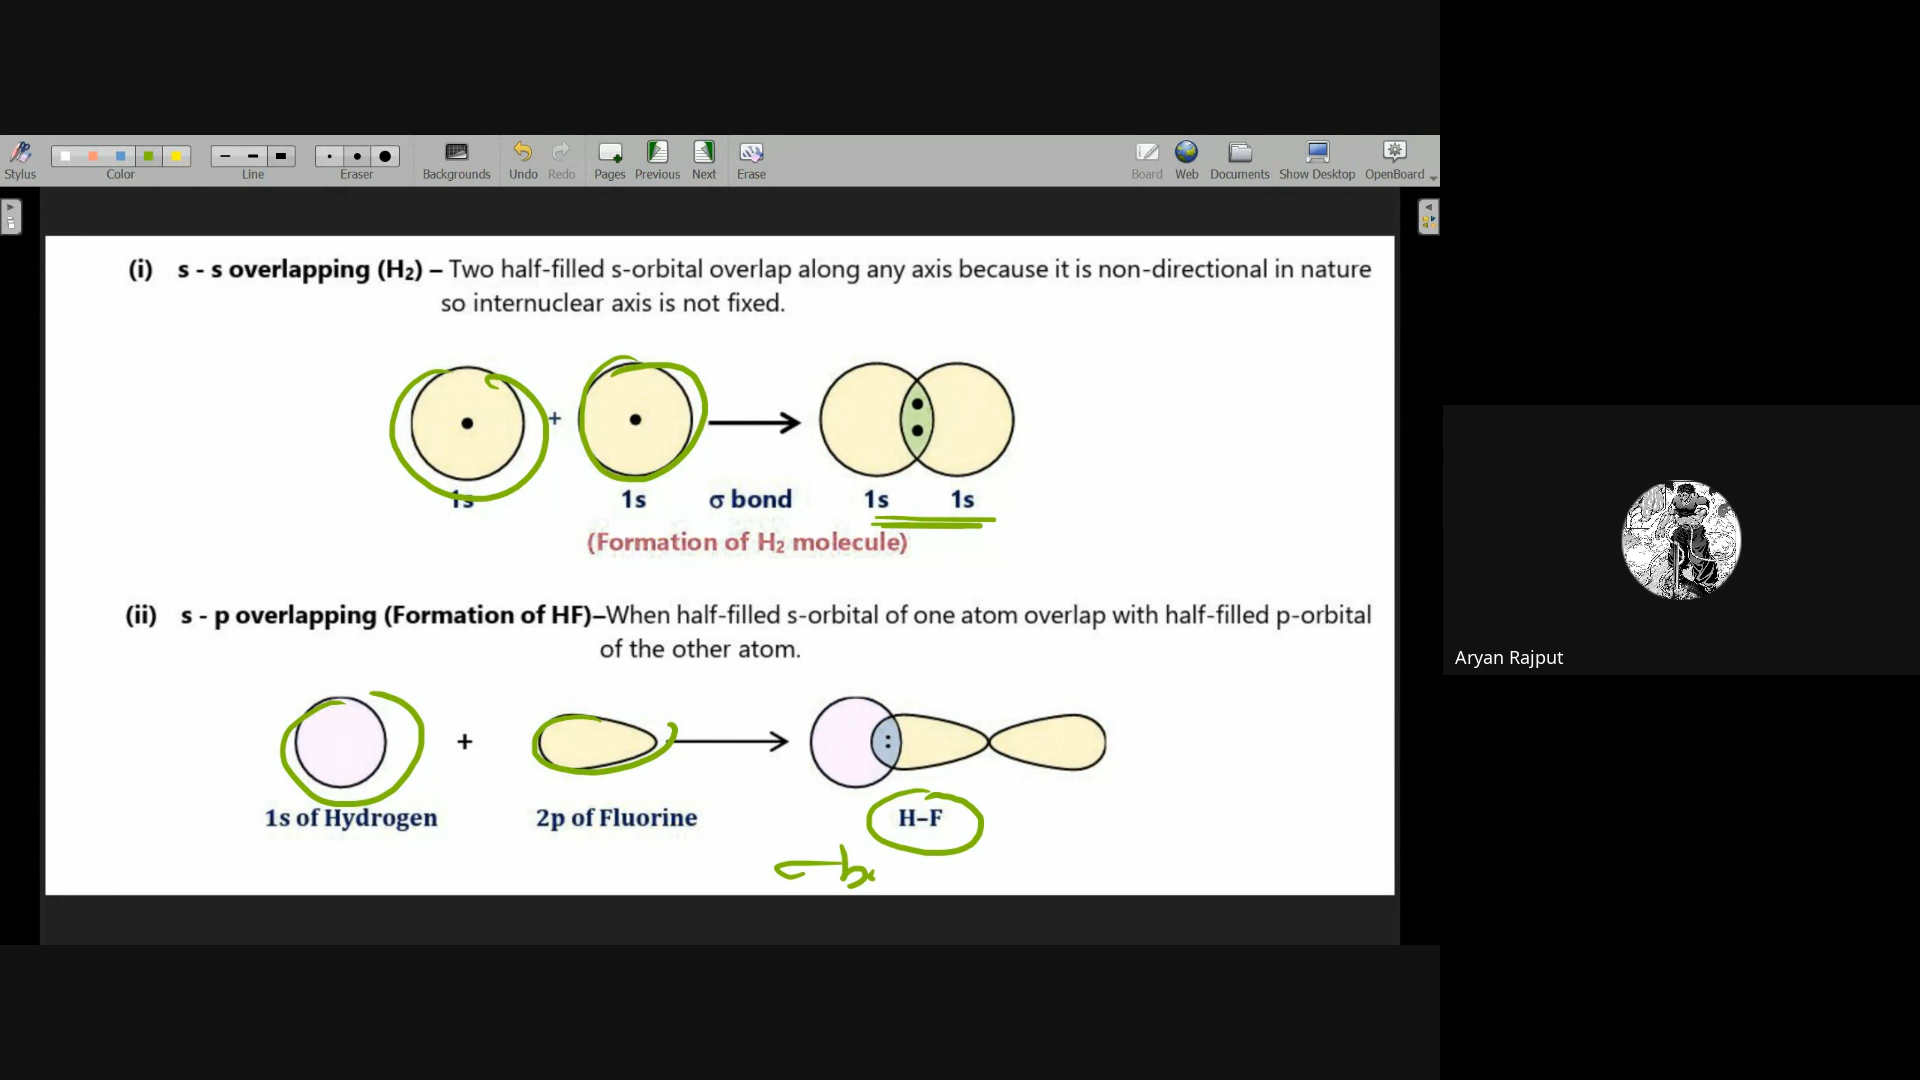 Stylus
Color
Line
Eraser
Backgrounds
Undo
Redo
Pages
Previous
Next
Erase
Board
Web
Documents
Show Desktop
OpenBoard
(i) s - s overlapping (H₂) – Two half-filled s-orbital overlap along any axis because it is non-directional in nature
so internuclear axis is not fixed.
+
1s 1s σ bond 1s 1s
(Formation of H₂ molecule)
(ii) s - p overlapping (Formation of HF)–When half-filled s-orbital of one atom overlap with half-filled p-orbital
of the other atom.
+
1s of Hydrogen 2p of Fluorine H–F
Aryan Rajput